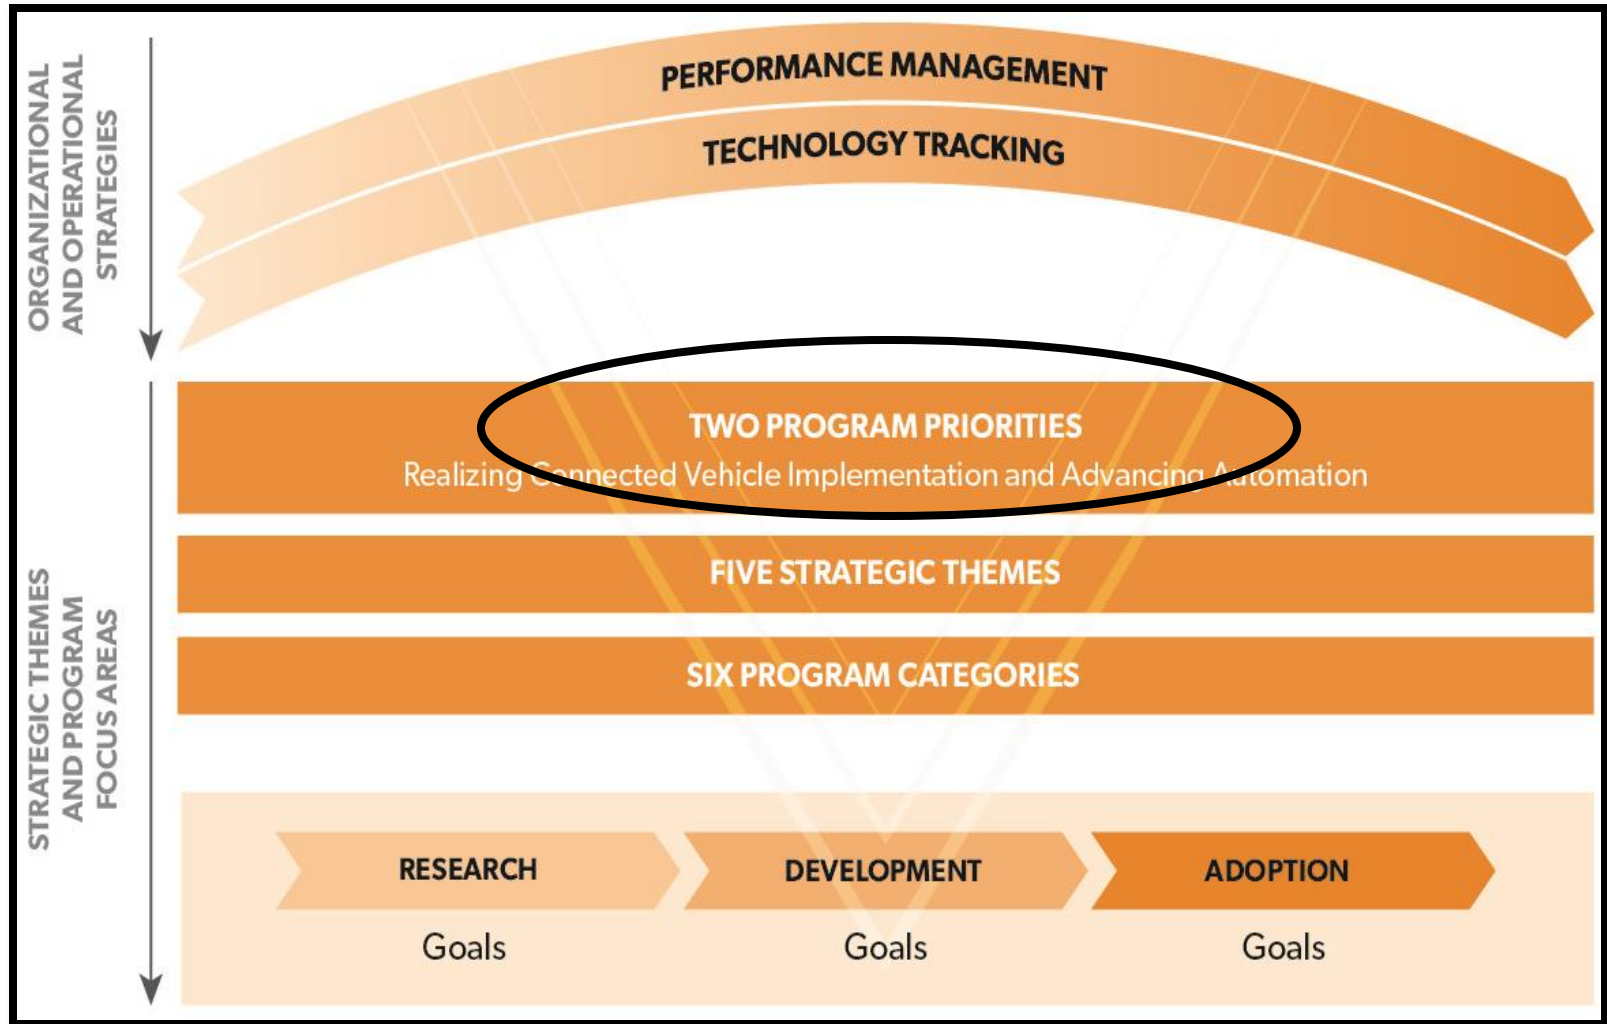 ORGANIZATIONAL
AND OPERATIONAL
STRATEGIES
PERFORMANCE MANAGEMENT
TECHNOLOGY TRACKING
STRATEGIC THEMES
AND PROGRAM
FOCUS AREAS
TWO PROGRAM PRIORITIES
Realizing Connected Vehicle Implementation and Advancing Automation
FIVE STRATEGIC THEMES
SIX PROGRAM CATEGORIES
RESEARCH
DEVELOPMENT
ADOPTION
Goals
Goals
Goals